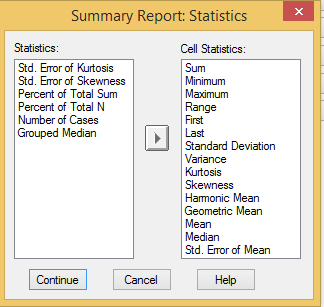 Summary Report: Statistics
Statistics:
Std. Error of Kurtosis
Std. Error of Skewness
Percent of Total Sum
Percent of Total N
Number of Cases
Grouped Median
Cell Statistics:
Sum
Minimum
Maximum
Range
First
Last
Standard Deviation
Variance
Kurtosis
Skewness
Harmonic Mean
Geometric Mean
Mean
Median
Std. Error of Mean
Continue
Cancel
Help